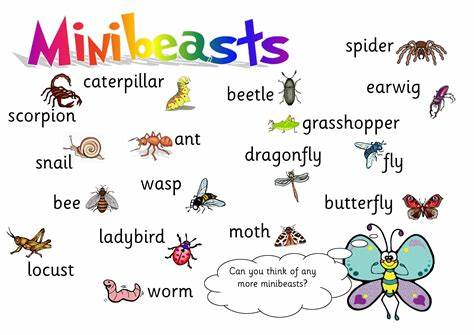 Minibeasts
spider
caterpillar
beetle
earwig
scorpion
grasshopper
ant
snail
dragonfly
fly
wasp
bee
butterfly
moth
ladybird
locust
worm
Can you think of any
more minibeasts?